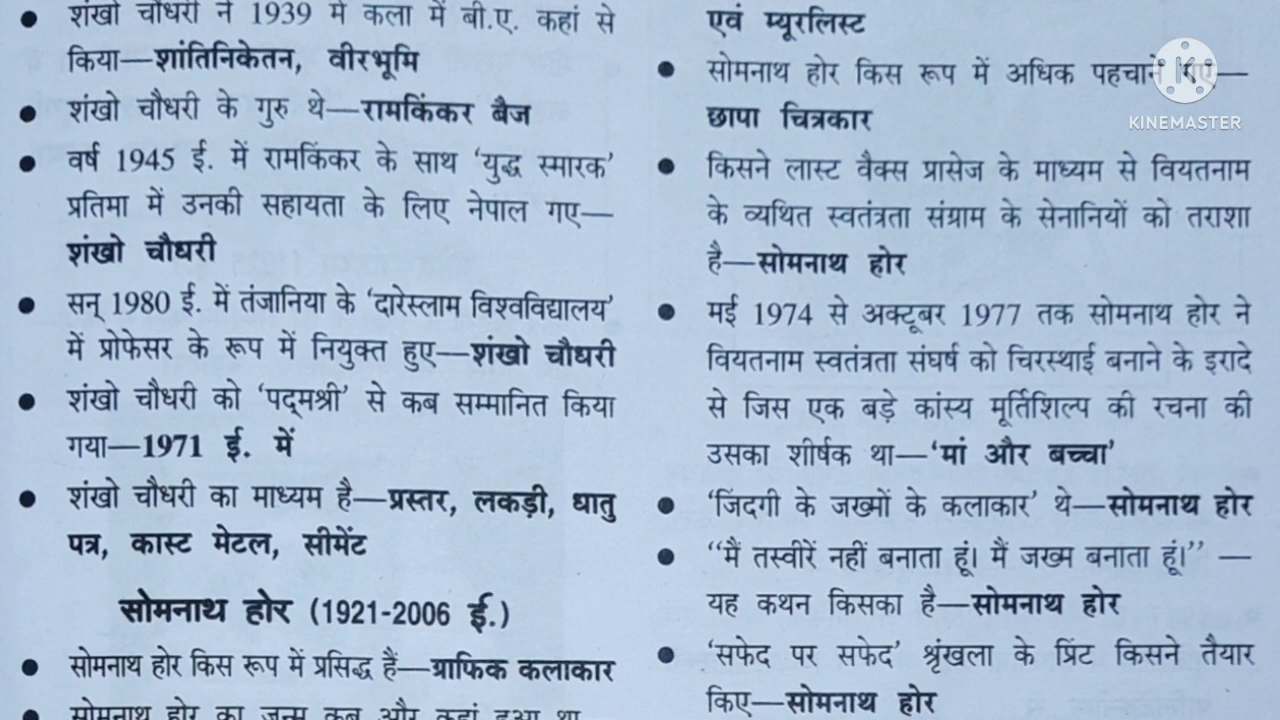 शंखो चौधरी ने 1939 में कला में बी.ए. कहां से
किया—शांतिनिकेतन, वीरभूमि
शंखो चौधरी के गुरु थे—रामकिंकर बैज
वर्ष 1945 ई. में रामकिंकर के साथ 'युद्ध स्मारक'
प्रतिमा में उनकी सहायता के लिए नेपाल गए—
शंखो चौधरी
सन् 1980 ई. में तंजानिया के 'दारेस्लाम विश्वविद्यालय'
में प्रोफेसर के रूप में नियुक्त हुए—शंखो चौधरी
शंखो चौधरी को 'पद्मश्री' से कब सम्मानित किया
गया—1971 ई. में
शंखो चौधरी का माध्यम है—प्रस्तर, लकड़ी, धातु
पत्र, कास्ट मेटल, सीमेंट
सोमनाथ होर (1921-2006 ई.)
सोमनाथ होर किस रूप में प्रसिद्ध हैं—ग्राफिक कलाकार
सोमनाथ होर का जन्म कब और कहां हुआ था
एवं म्यूरलिस्ट
सोमनाथ होर किस रूप में अधिक पहचाने गए—
छापा चित्रकार
किसने लास्ट वैक्स प्रासेज के माध्यम से वियतनाम
के व्यथित स्वतंत्रता संग्राम के सेनानियों को तराशा
है—सोमनाथ होर
मई 1974 से अक्टूबर 1977 तक सोमनाथ होर ने
वियतनाम स्वतंत्रता संघर्ष को चिरस्थाई बनाने के इरादे
से जिस एक बड़े कांस्य मूर्तिशिल्प की रचना की
उसका शीर्षक था—'मां और बच्चा'
'जिंदगी के जख्मों के कलाकार' थे—सोमनाथ होर
"मैं तस्वीरें नहीं बनाता हूं। मैं जख्म बनाता हूं।" —
यह कथन किसका है—सोमनाथ होर
'सफेद पर सफेद' श्रृंखला के प्रिंट किसने तैयार
किए—सोमनाथ होर
K
KINEMASTER